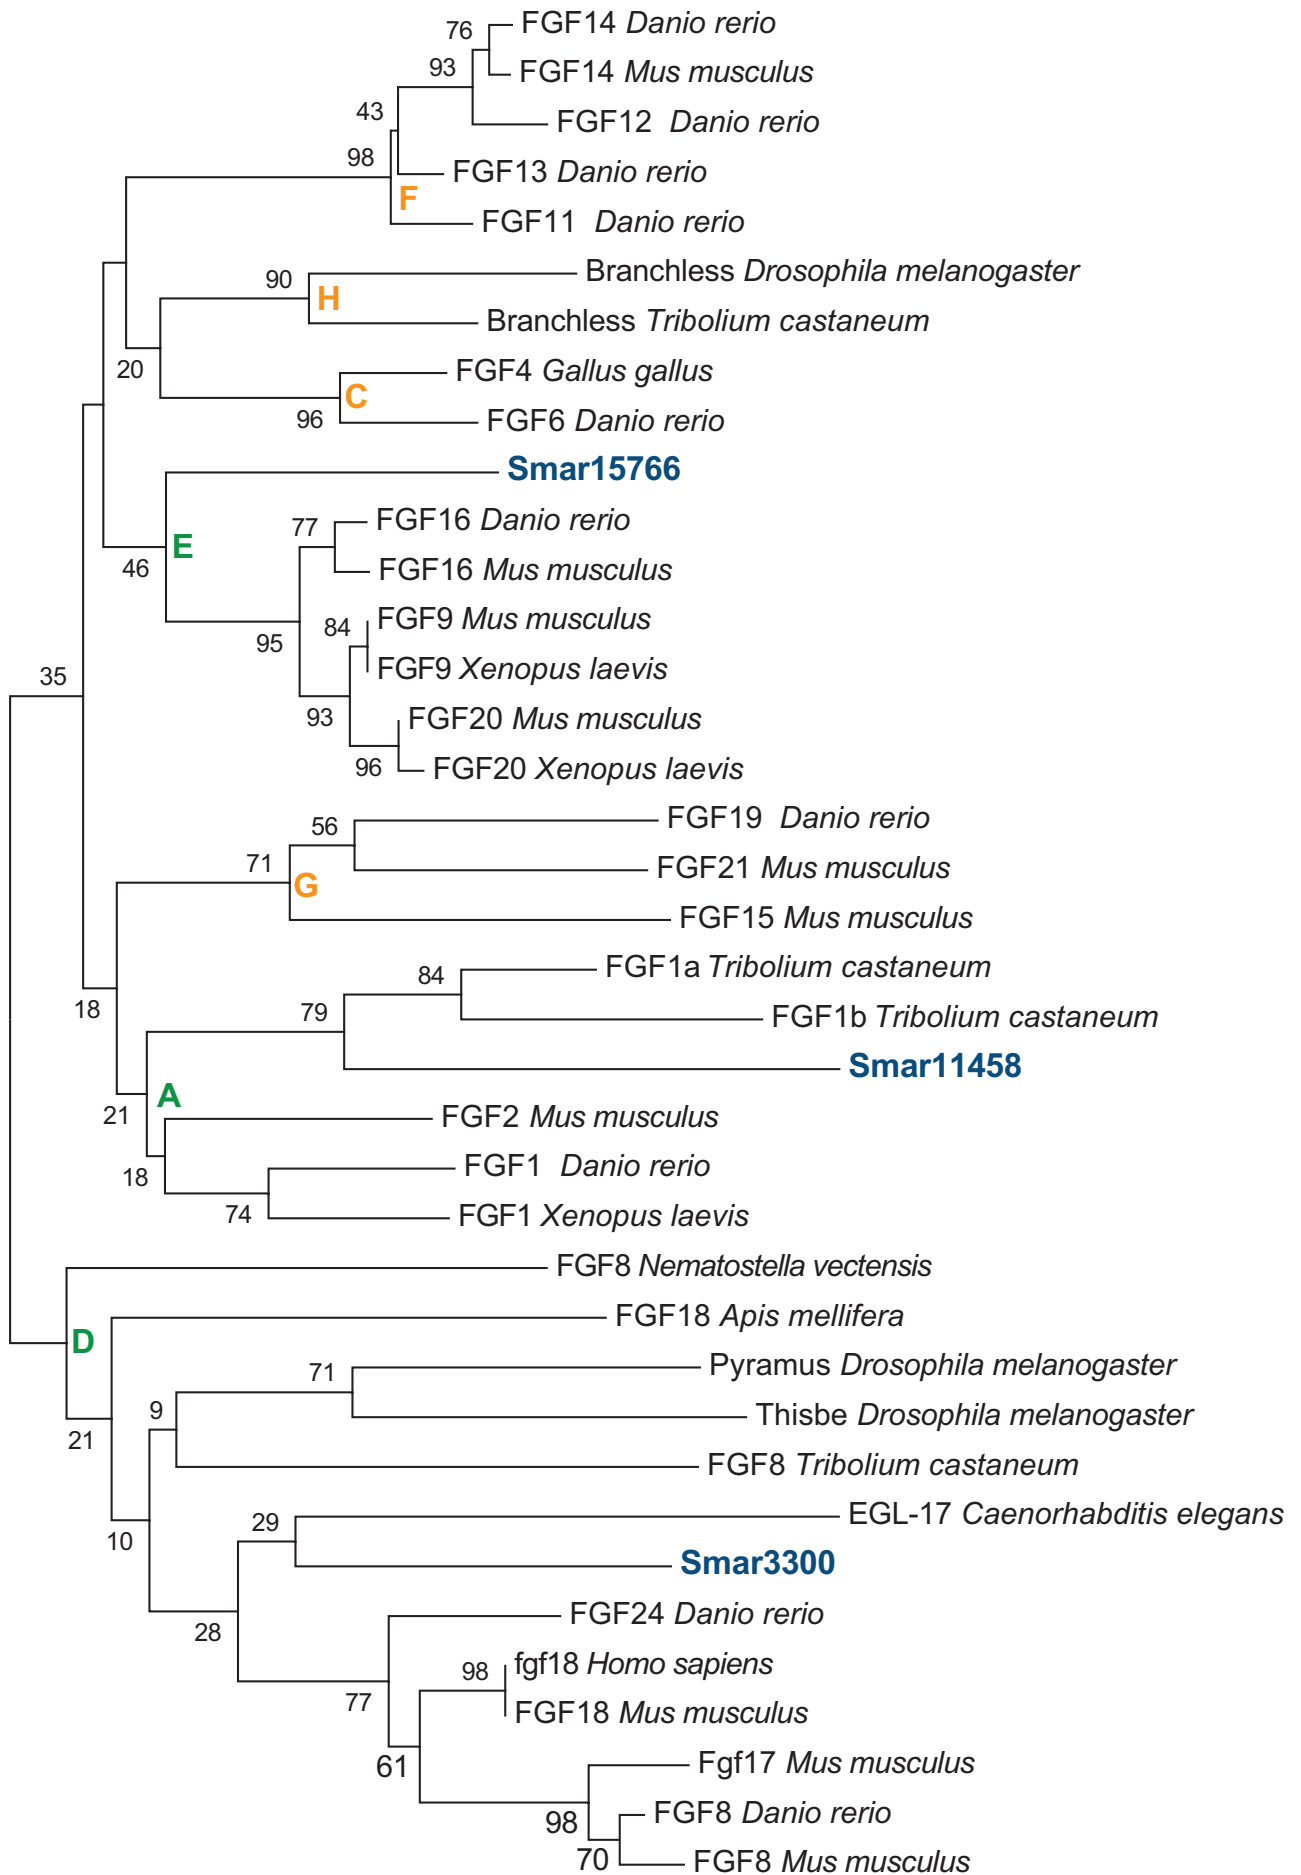 76
FGF14 Danio rerio
93
FGF14 Mus musculus
43
FGF12 Danio rerio
98
FGF13 Danio rerio
F
FGF11 Danio rerio
90
Branchless Drosophila melanogaster
H
Branchless Tribolium castaneum
20
FGF4 Gallus gallus
C
96
FGF6 Danio rerio
Smar15766
77
FGF16 Danio rerio
E
46
FGF16 Mus musculus
84
FGF9 Mus musculus
95
FGF9 Xenopus laevis
35
93
FGF20 Mus musculus
96
FGF20 Xenopus laevis
56
FGF19 Danio rerio
71
FGF21 Mus musculus
G
FGF15 Mus musculus
84
FGF1a Tribolium castaneum
18
79
FGF1b Tribolium castaneum
Smar11458
A
21
FGF2 Mus musculus
18
FGF1 Danio rerio
74
FGF1 Xenopus laevis
FGF8 Nematostella vectensis
FGF18 Apis mellifera
D
71
Pyramus Drosophila melanogaster
9
Thisbe Drosophila melanogaster
21
FGF8 Tribolium castaneum
29
EGL-17 Caenorhabditis elegans
10
Smar3300
28
FGF24 Danio rerio
98
fgf18 Homo sapiens
77
FGF18 Mus musculus
61
Fgf17 Mus musculus
98
FGF8 Danio rerio
70
FGF8 Mus musculus